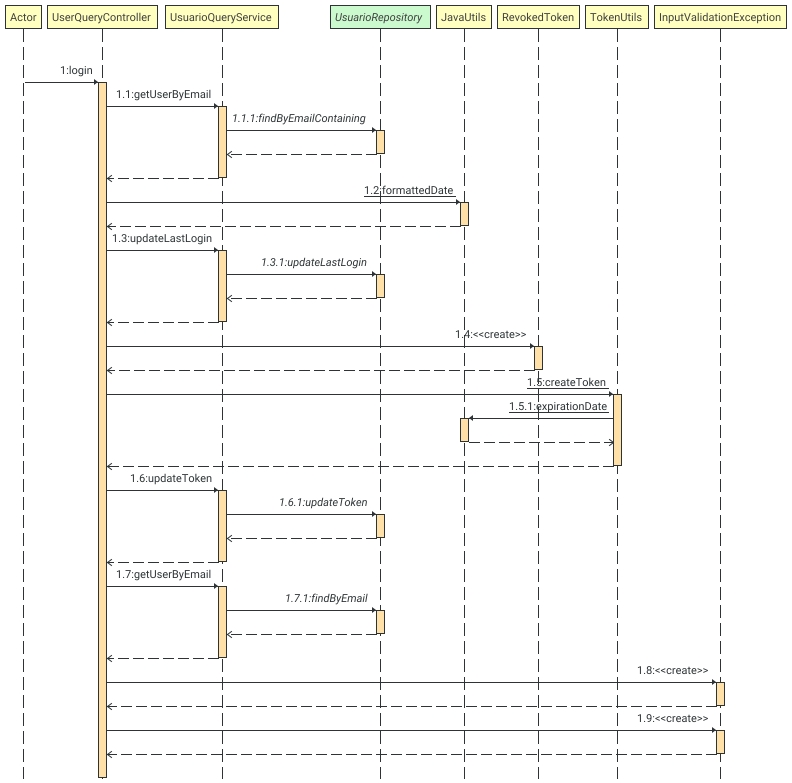 Actor
UserQueryController
UsuarioQueryService
UsuarioRepository
JavaUtils
RevokedToken
TokenUtils
InputValidationException
1:login
1.1:getUserByEmail
1.1.1:findByEmailContaining
1.2:formattedDate
1.3:updateLastLogin
1.3.1:updateLastLogin
1.4:<<create>>
1.5:createToken
1.5.1:expirationDate
1.6:updateToken
1.6.1:updateToken
1.7:getUserByEmail
1.7.1:findByEmail
1.8:<<create>>
1.9:<<create>>